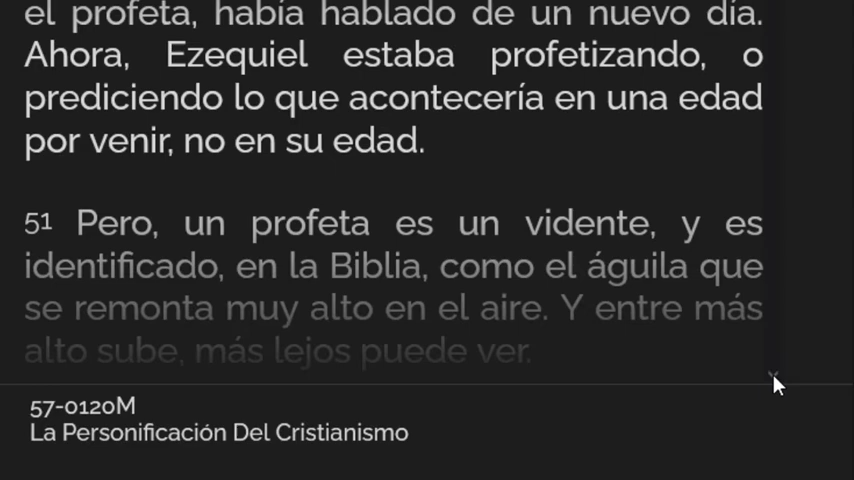 el profeta, había hablado de un nuevo día.
Ahora, Ezequiel estaba profetizando, o
prediciendo lo que acontecería en una edad
por venir, no en su edad.
51 Pero, un profeta es un vidente, y es
identificado, en la Biblia, como el águila que
se remonta muy alto en el aire. Y entre más
alto sube, más lejos puede ver.
57-0120M
La Personificación Del Cristianismo